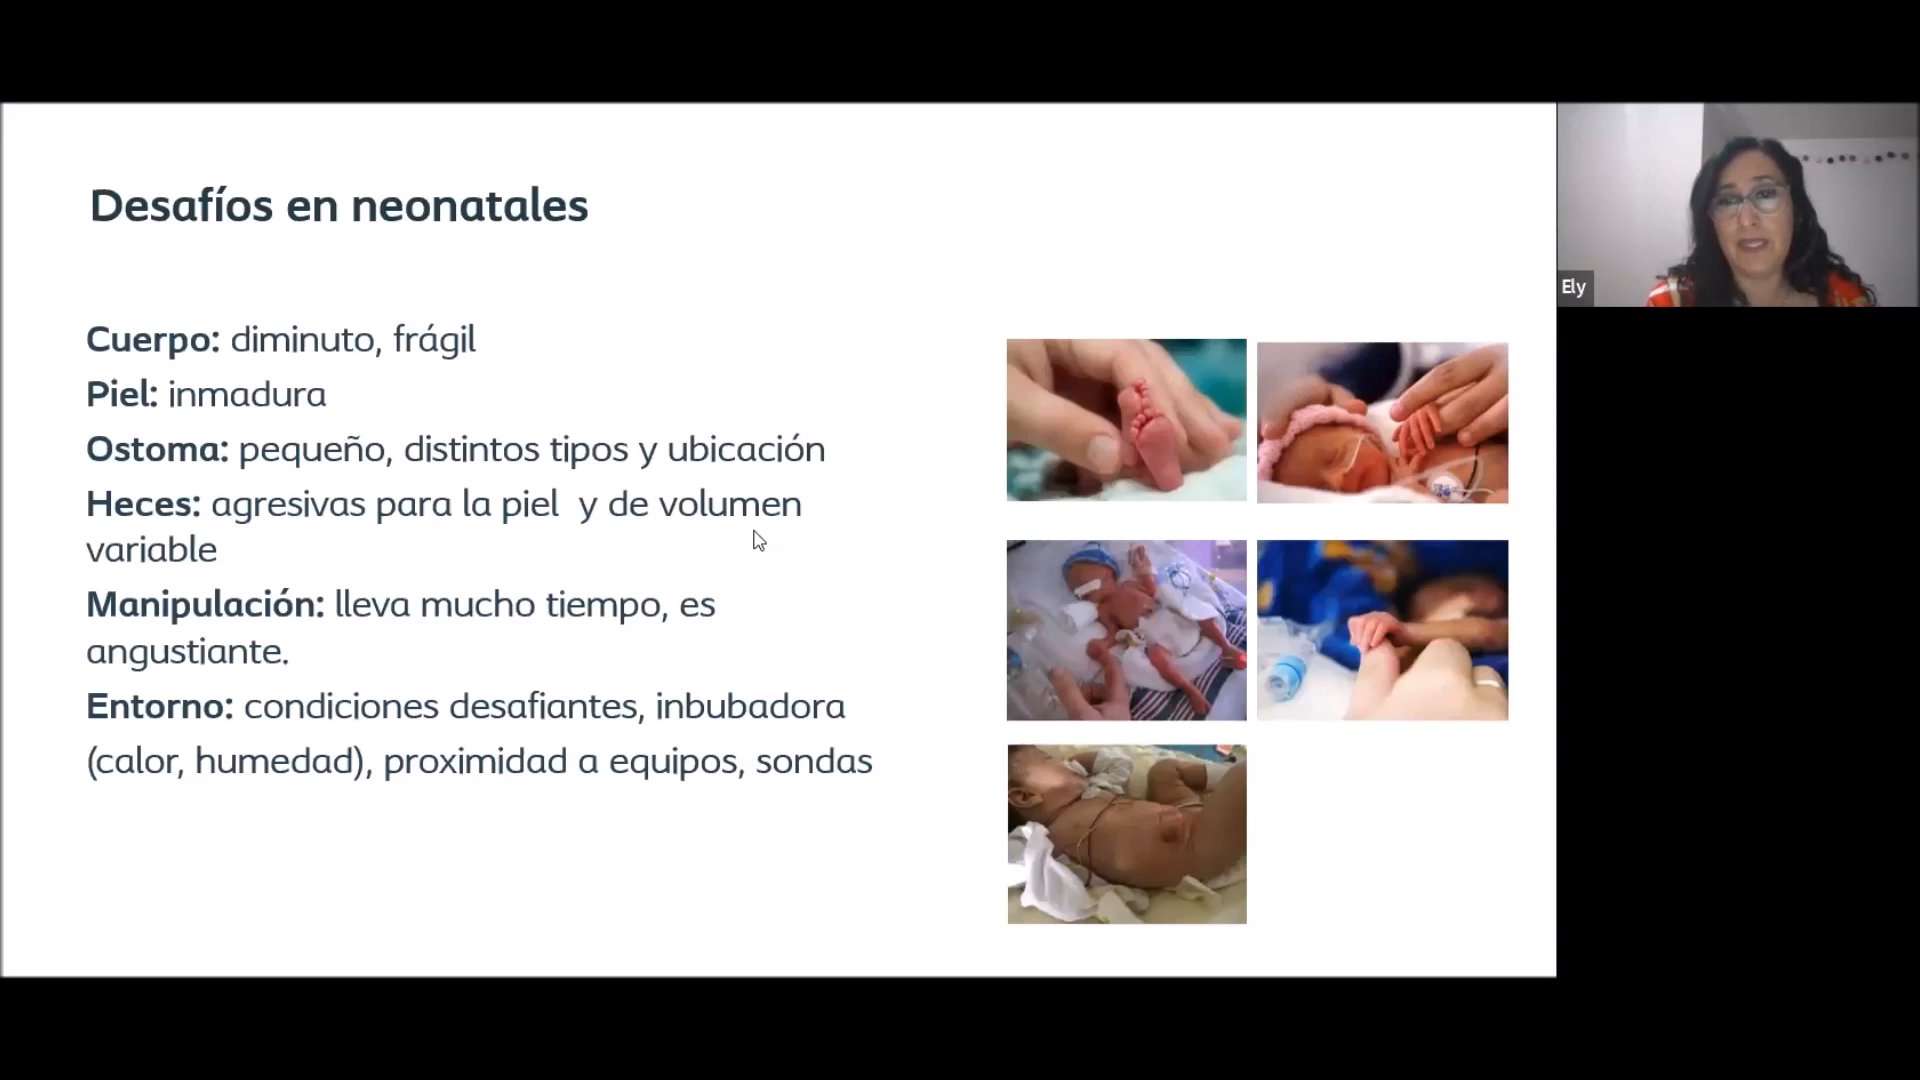 Desafíos en neonatales
Cuerpo: diminuto, frágil
Piel: inmadura
Ostoma: pequeño, distintos tipos y ubicación
Heces: agresivas para la piel  y de volumen
variable
Manipulación: lleva mucho tiempo, es
angustiante.
Entorno: condiciones desafiantes, inbubadora
(calor, humedad), proximidad a equipos, sondas
Ely